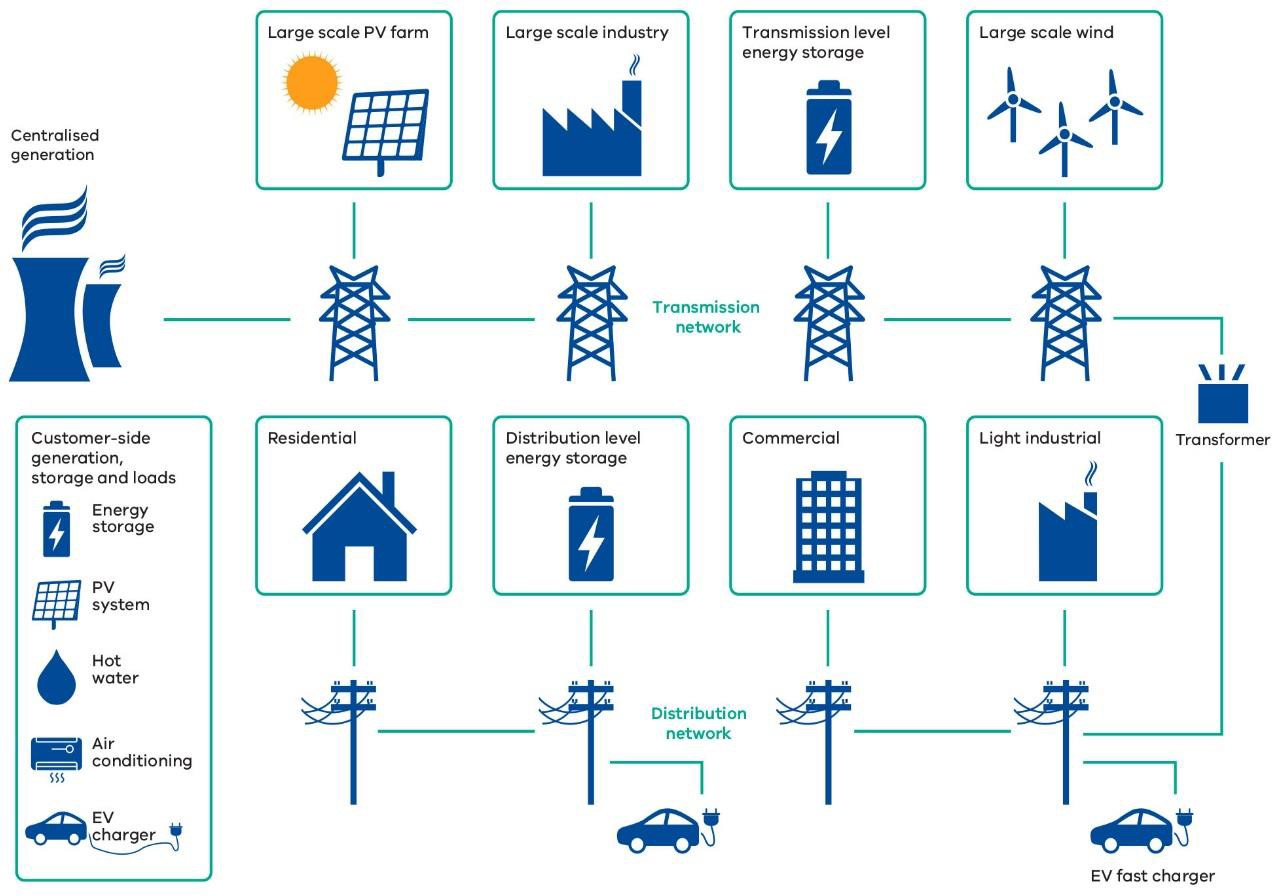 Large scale PV farm
Large scale industry
Transmission level
energy storage
Large scale wind
Centralised
generation
Transmission
network
Transformer
Customer-side
generation,
storage and loads
Energy
storage
PV
system
Hot
water
Air
conditioning
EV
charger
Residential
Distribution level
energy storage
Commercial
Light industrial
Distribution
network
EV fast charger